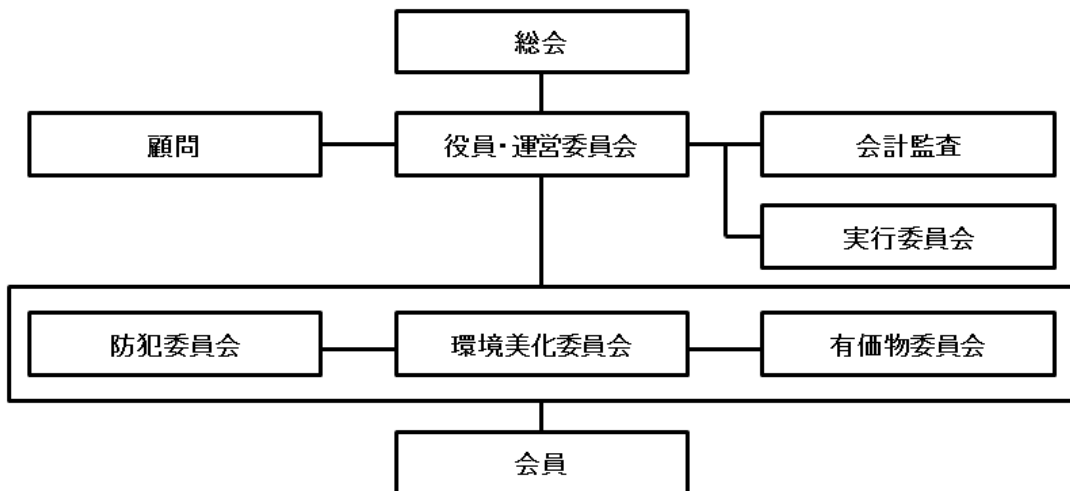 総会
顧問
役員・運営委員会
会計監査
実行委員会
防犯委員会
環境美化委員会
有価物委員会
会員